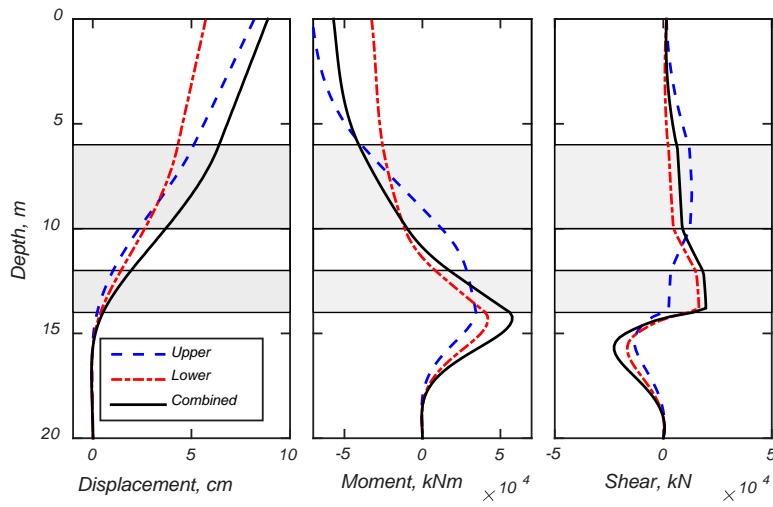 0
5
10
15
20
Depth, m
Upper
Lower
Combined
0 5 10
Displacement, cm
-5 0 5
Moment, kNm
× 10 4
-5 0 5
Shear, kN
× 10 4